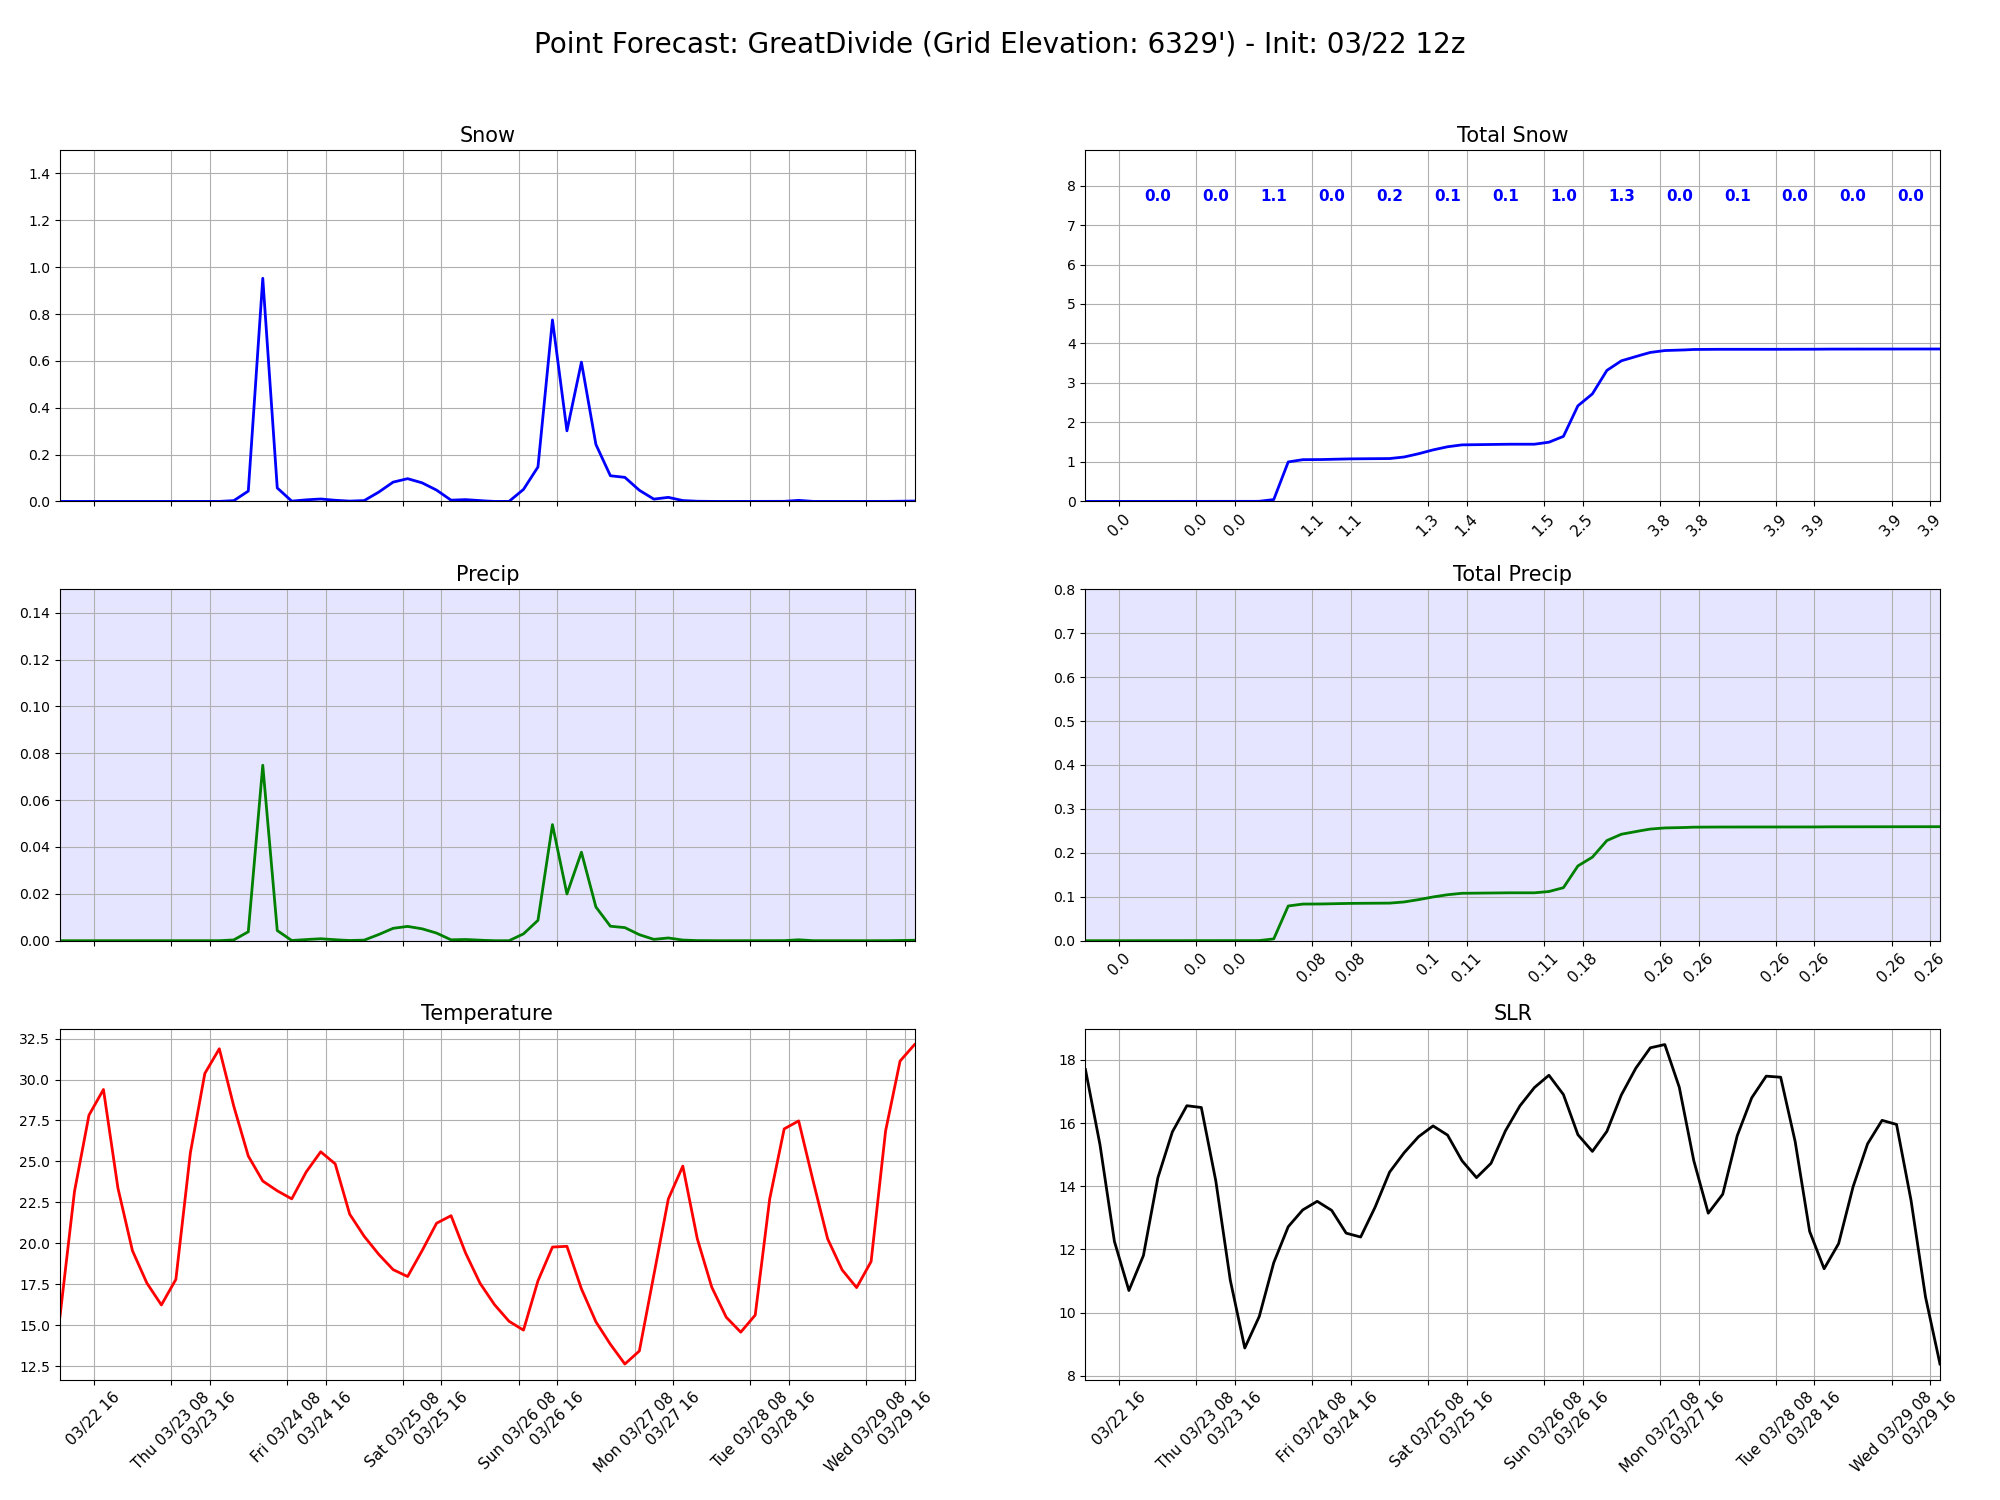 Point Forecast: GreatDivide (Grid Elevation: 6329') - Init: 03/22 12z
Snow
1.4
1.2
1.0
0.8
0.6
0.4
0.2
0.0
Total Snow
8
7
6
5
4
3
2
1
0
0.0 0.0 1.1 0.0 0.2 0.1 0.1 1.0 1.3 0.0 0.1 0.0 0.0 0.0
0.0 0.0 0.0 1.1 1.1 1.3 1.4 1.5 2.5 3.8 3.8 3.9 3.9 3.9 3.9
Precip
0.14
0.12
0.10
0.08
0.06
0.04
0.02
0.00
Total Precip
0.8
0.7
0.6
0.5
0.4
0.3
0.2
0.1
0.0
0.0 0.0 0.0 0.08 0.08 0.1 0.11 0.11 0.18 0.26 0.26 0.26 0.26 0.26 0.26
Temperature
32.5
30.0
27.5
25.0
22.5
20.0
17.5
15.0
12.5
03/22 16
Thu 03/23 08
03/23 16
Fri 03/24 08
03/24 16
Sat 03/25 08
03/25 16
Sun 03/26 08
03/26 16
Mon 03/27 08
03/27 16
Tue 03/28 08
03/28 16
Wed 03/29 08
03/29 16
SLR
18
16
14
12
10
8
03/22 16
Thu 03/23 08
03/23 16
Fri 03/24 08
03/24 16
Sat 03/25 08
03/25 16
Sun 03/26 08
03/26 16
Mon 03/27 08
03/27 16
Tue 03/28 08
03/28 16
Wed 03/29 08
03/29 16